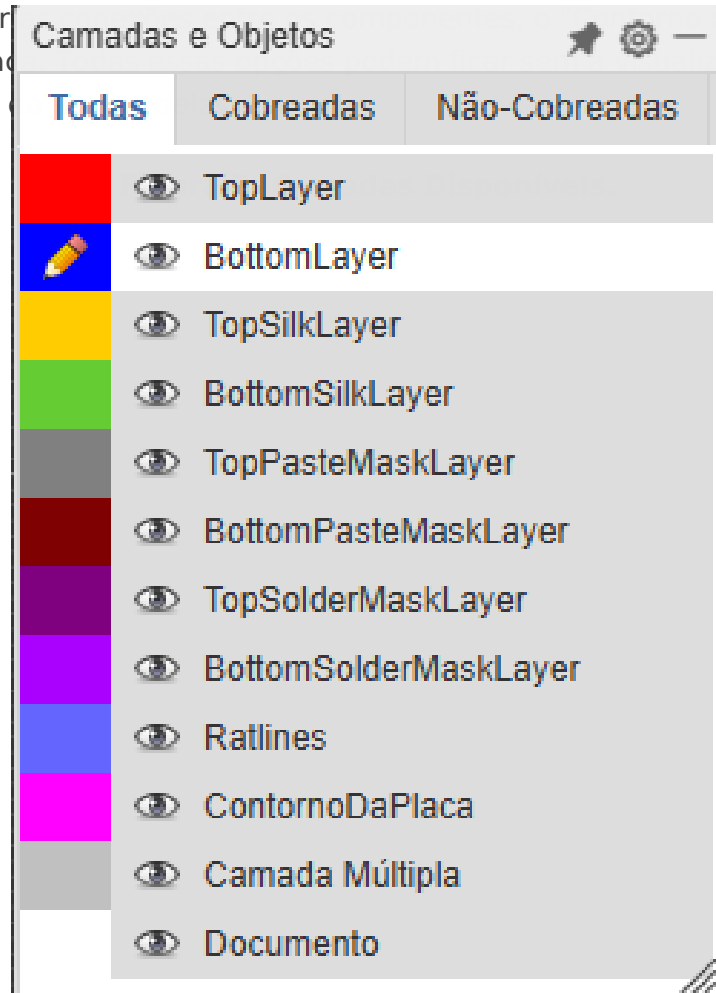 Camadas e Objetos
Todas Cobreadas Não-Cobreadas
TopLayer
BottomLayer
TopSilkLayer
BottomSilkLayer
TopPasteMaskLayer
BottomPasteMaskLayer
TopSolderMaskLayer
BottomSolderMaskLayer
Ratlines
ContornoDaPlaca
Camada Múltipla
Documento